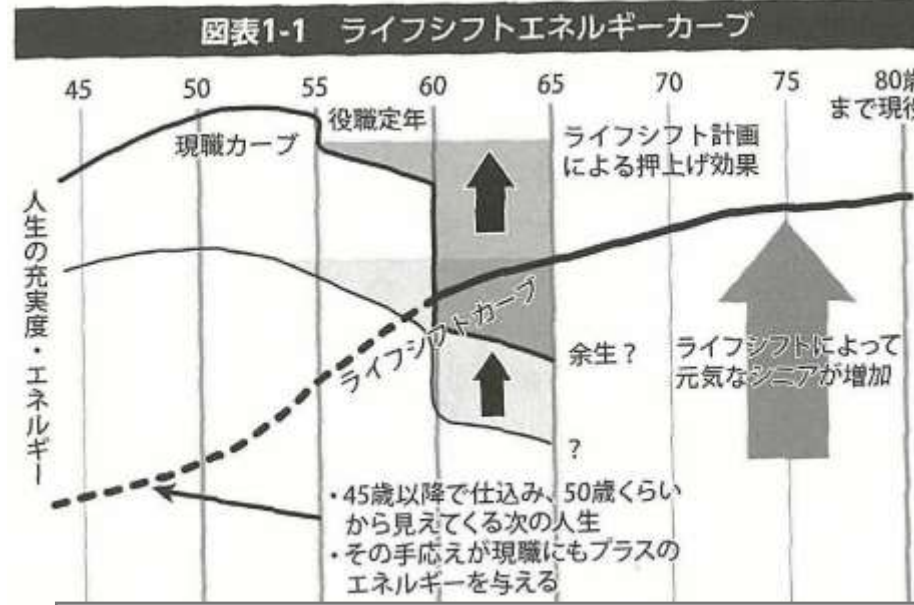 図表1-1 ライフシフトエネルギーカーブ
45 50 55 60 65 70 75 80歳
まで現役
役職定年
現職カーブ
ライフシフト計画
による押上げ効果
人生の充実度・エネルギー
ライフシフトカーブ
余生？
ライフシフトによって
元気なシニアが増加
？
・45歳以降で仕込み、50歳くらい
から見えてくる次の人生
・その手応えが現職にもプラスの
エネルギーを与える